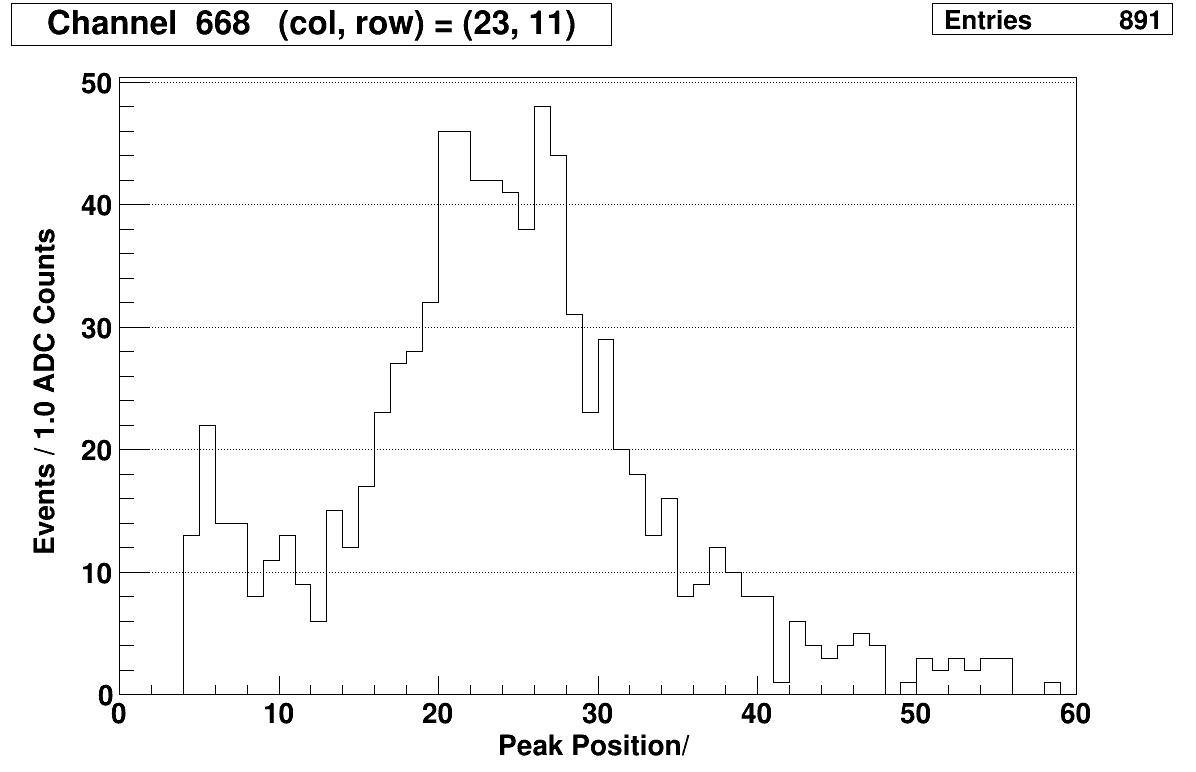 Channel 668 (col, row) = (23, 11)
Entries 891
50
40
30
20
10
0
Events / 1.0 ADC Counts
0 10 20 30 40 50 60
Peak Position/